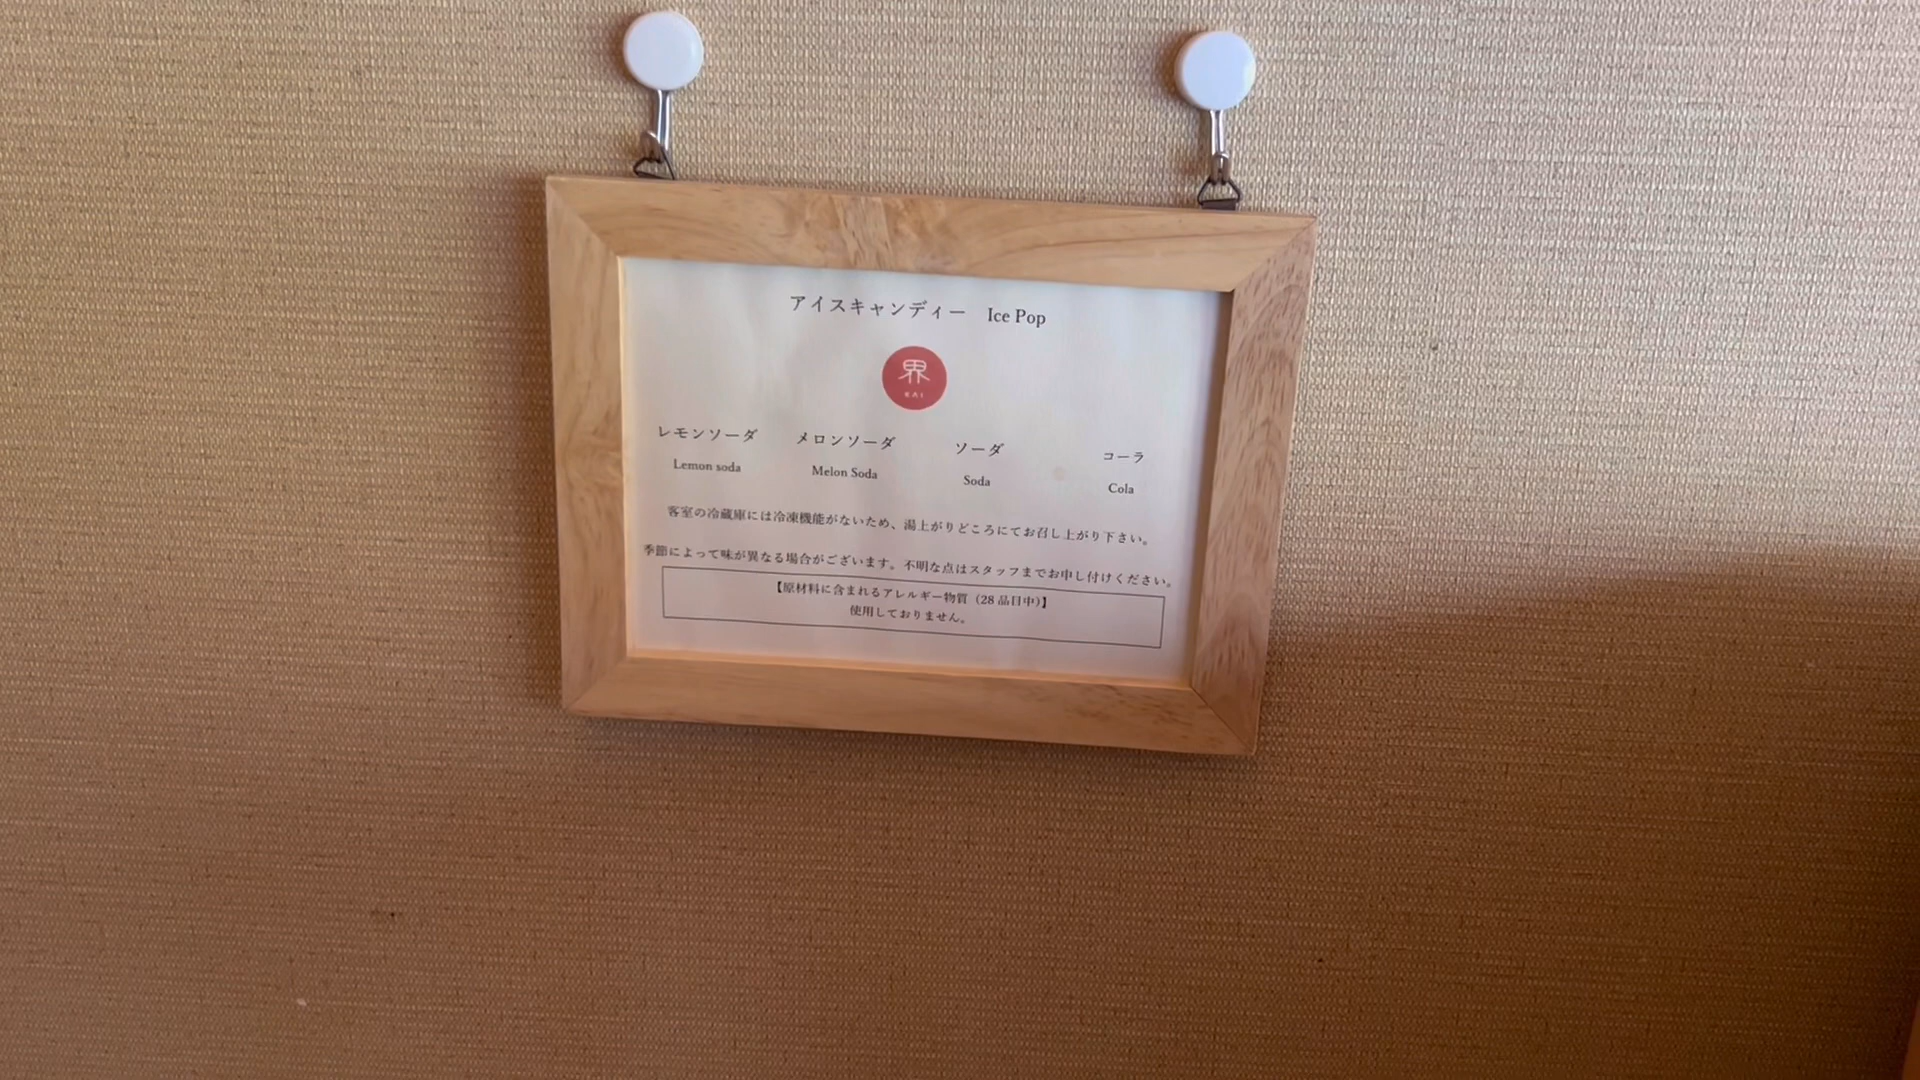 アイスキャンディー　Ice Pop
界
KAI
レモンソーダ　メロンソーダ　ソーダ　コーラ
Lemon soda　Melon Soda　Soda　Cola
客室の冷蔵庫には冷凍機能がないため、湯上がりどころにてお召し上がり下さい。
季節によって味が異なる場合がございます。不明な点はスタッフまでお申し付けください。
【原材料に含まれるアレルギー物質（28 品目中）】
使用しておりません。